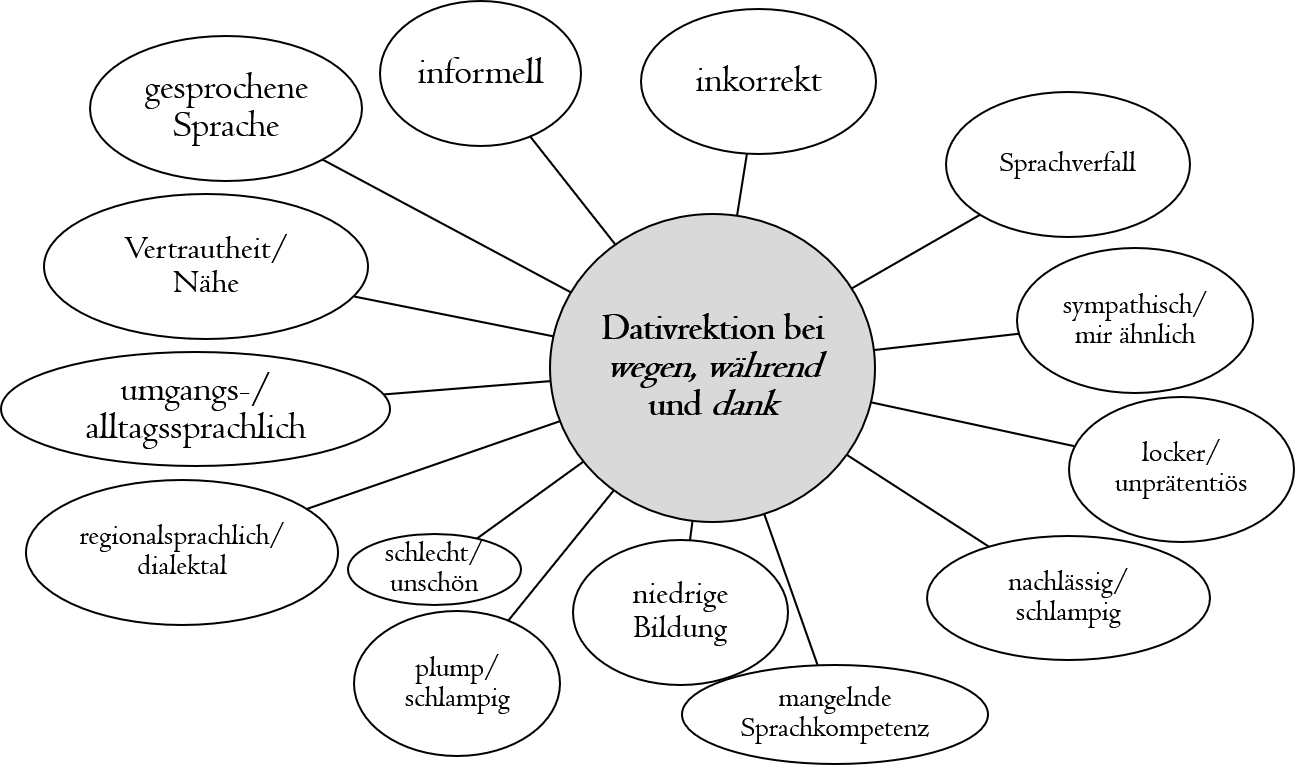 informell
inkorrekt
gesprochene
Sprache
Sprachverfall
Vertrautheit/
Nähe
sympathisch/
mir ähnlich
Dativrektion bei
wegen, während
und dank
umgangs-/
alltagssprachlich
locker/
unprätentiös
regionalsprachlich/
dialektal
schlecht/
unschön
niedrige
Bildung
nachlässig/
schlampig
plump/
schlampig
mangelnde
Sprachkompetenz